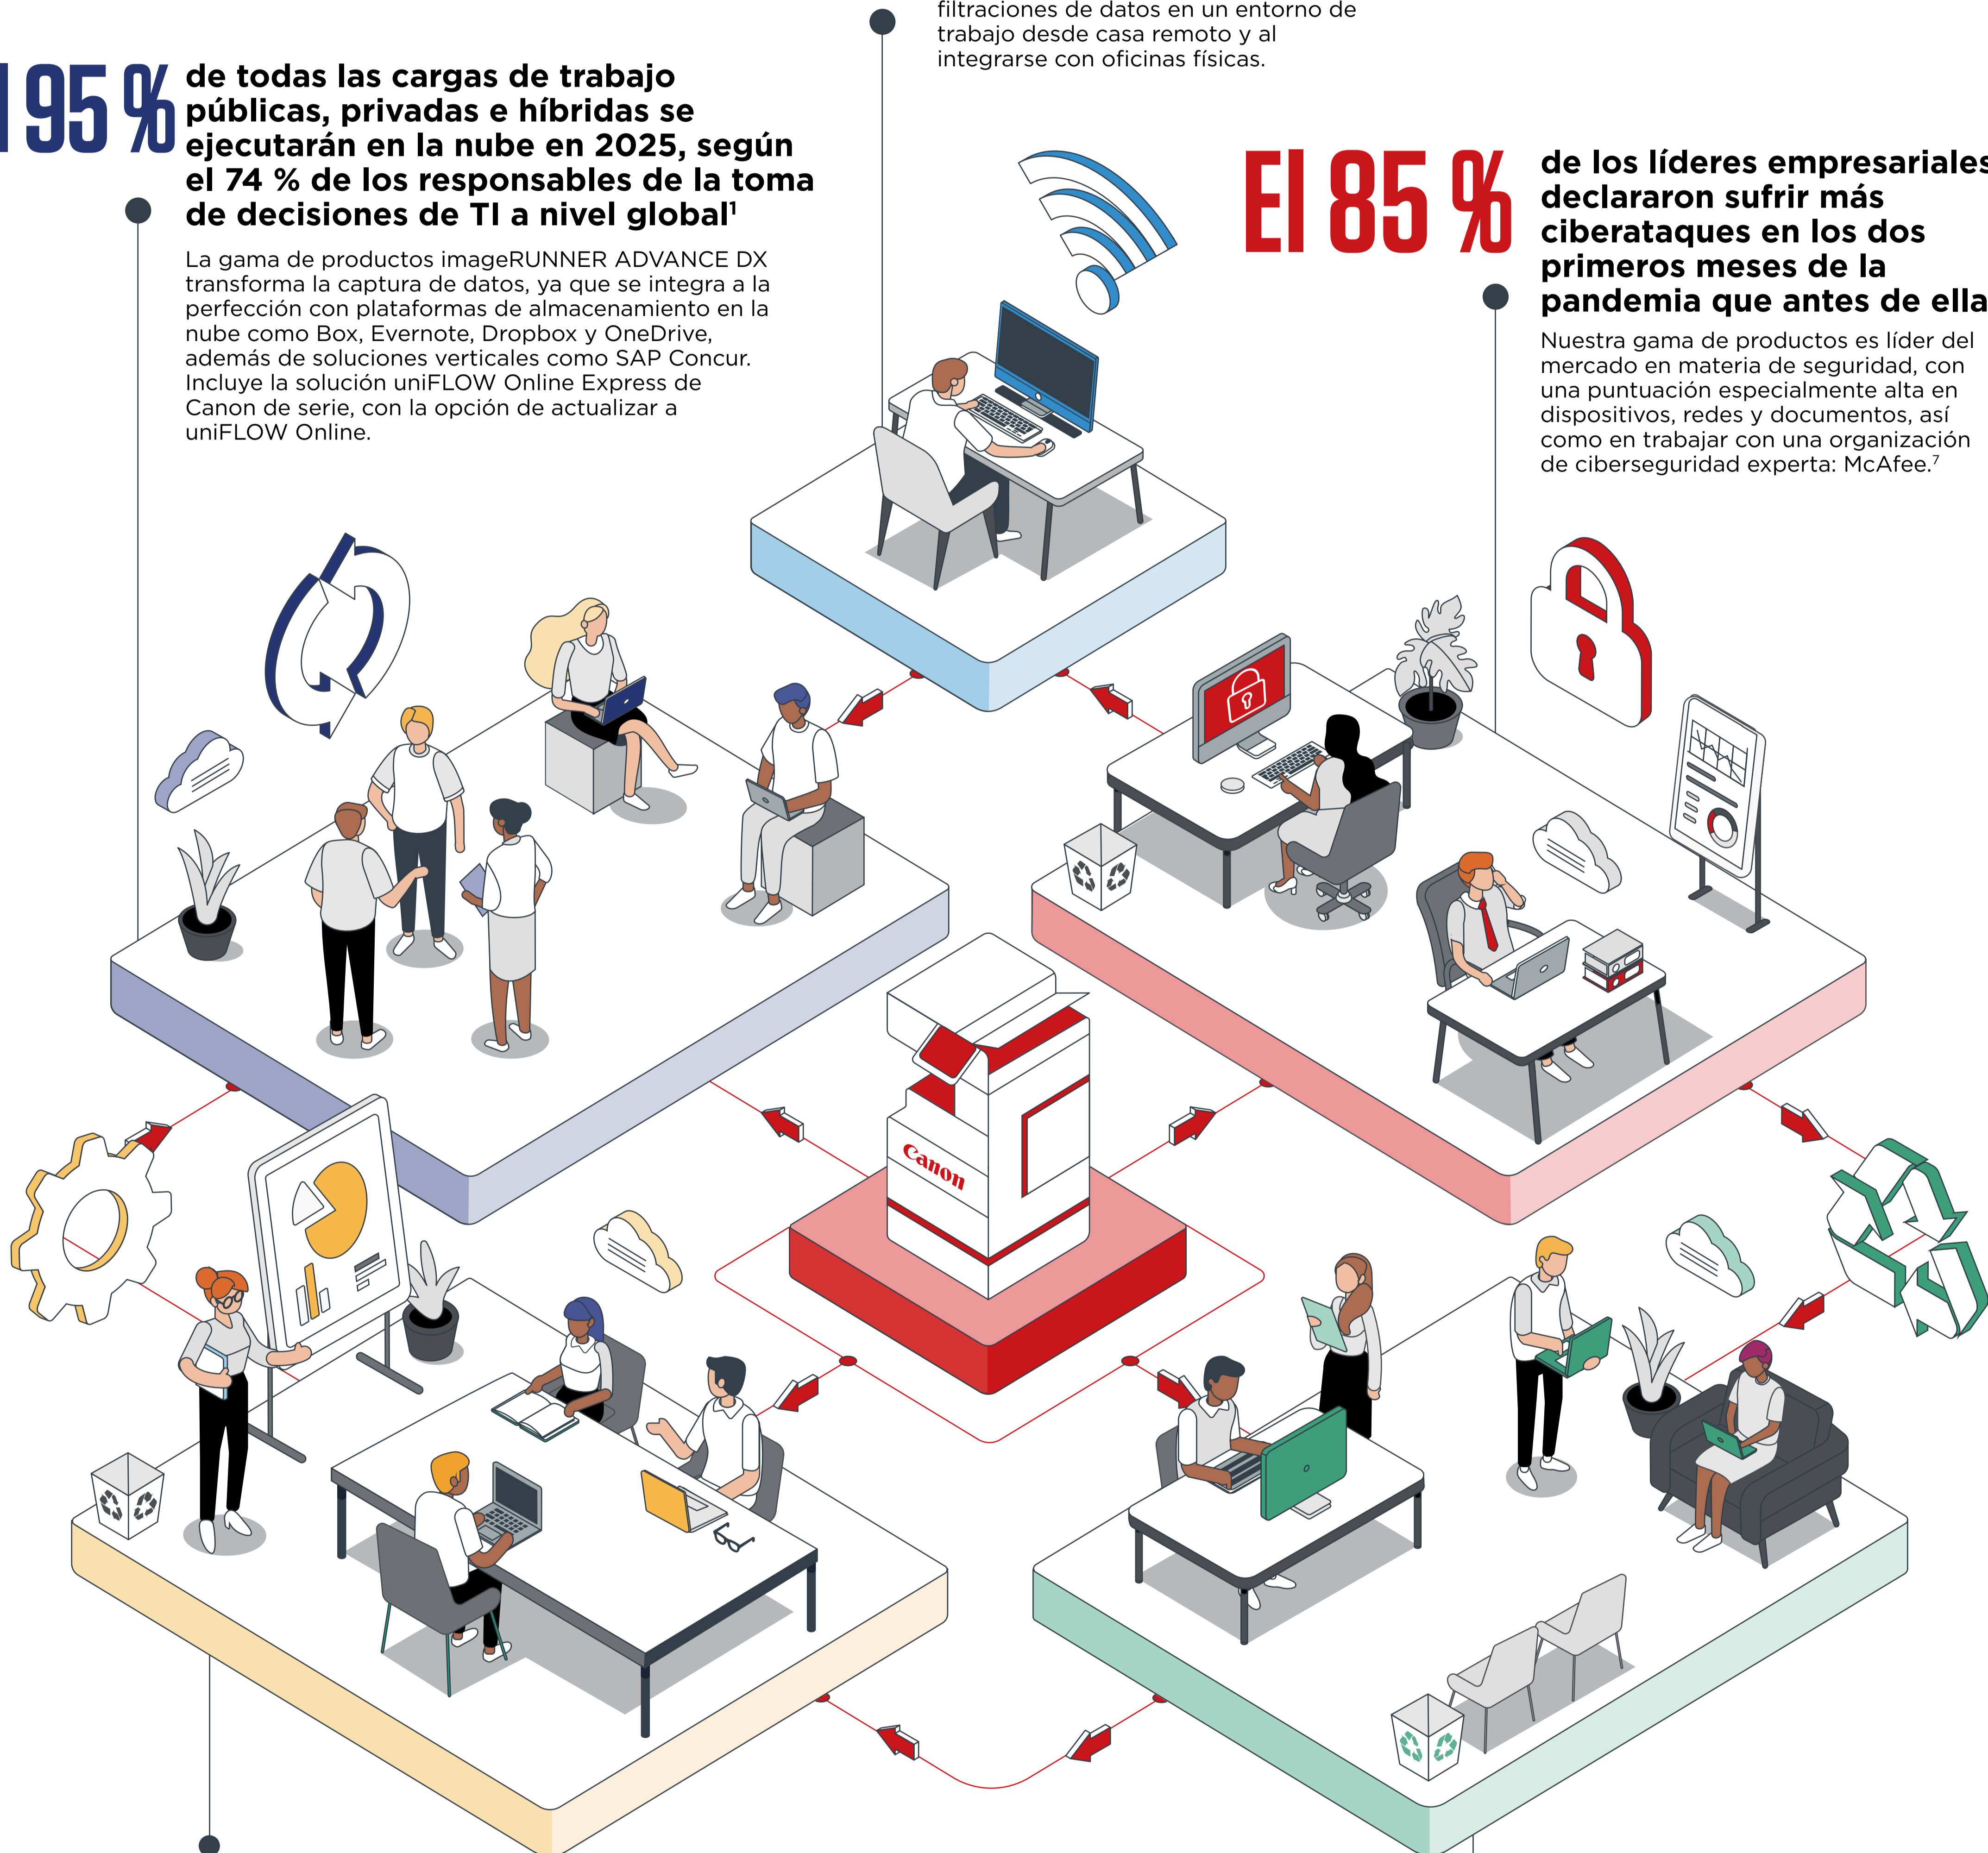 filtraciones de datos en un entorno de
trabajo desde casa remoto y al
integrarse con oficinas físicas.
95 %
de todas las cargas de trabajo
públicas, privadas e híbridas se
ejecutarán en la nube en 2025, según
el 74 % de los responsables de la toma
de decisiones de TI a nivel global¹
La gama de productos imageRUNNER ADVANCE DX
transforma la captura de datos, ya que se integra a la
perfección con plataformas de almacenamiento en la
nube como Box, Evernote, Dropbox y OneDrive,
además de soluciones verticales como SAP Concur.
Incluye la solución uniFLOW Online Express de
Canon de serie, con la opción de actualizar a
uniFLOW Online.
El 85 %
de los líderes empresariales
declararon sufrir más
ciberataques en los dos
primeros meses de la
pandemia que antes de ella
Nuestra gama de productos es líder del
mercado en materia de seguridad, con
una puntuación especialmente alta en
dispositivos, redes y documentos, así
como en trabajar con una organización
de ciberseguridad experta: McAfee.⁷
Canon